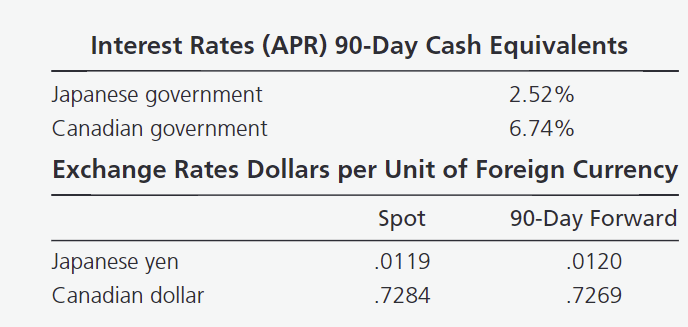 Interest Rates (APR) 90-Day Cash Equivalents
Japanese government 2.52%
Canadian government 6.74%
Exchange Rates Dollars per Unit of Foreign Currency
Spot 90-Day Forward
Japanese yen .0119 .0120
Canadian dollar .7284 .7269